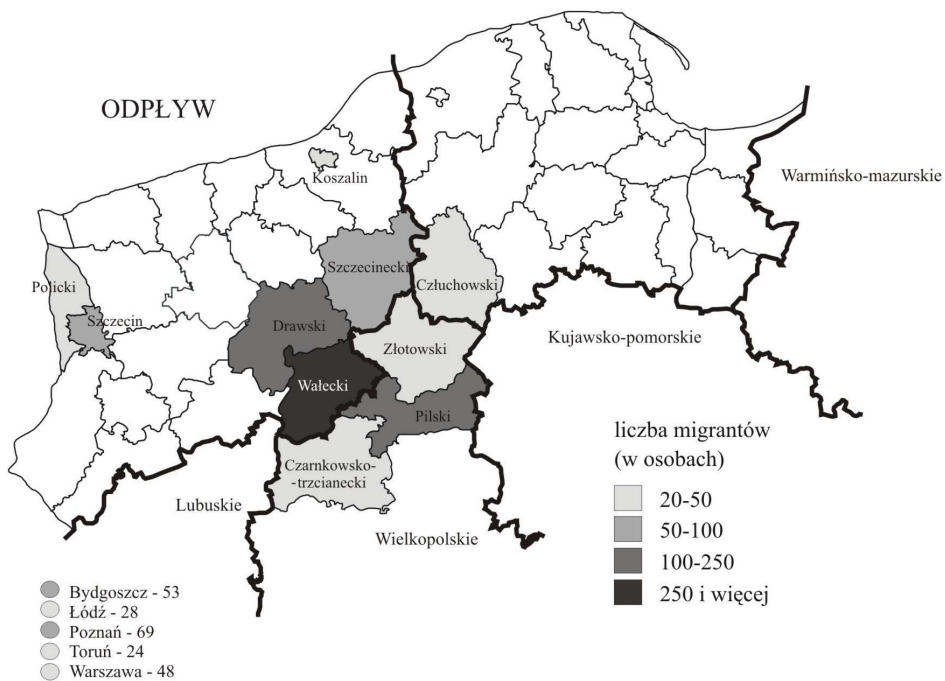 ODPŁYW
Koszalin
Warmińsko-mazurskie
Szczecinecki
Policki
Człuchowski
Szczecin
Drawski
Kujawsko-pomorskie
Złotowski
Wałecki
Pilski
liczba migrantów
(w osobach)
Czarnkowsko-
-trzcianecki
20-50
Lubuskie
50-100
Wielkopolskie
100-250
250 i więcej
Bydgoszcz - 53
Łódź - 28
Poznań - 69
Toruń - 24
Warszawa - 48